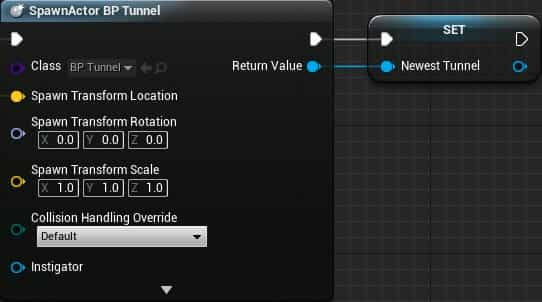 SpawnActor BP Tunnel
SET
Class BP Tunnel
Return Value
Newest Tunnel
Spawn Transform Location
Spawn Transform Rotation
X 0.0 Y 0.0 Z 0.0
Spawn Transform Scale
X 1.0 Y 1.0 Z 1.0
Collision Handling Override
Default
Instigator